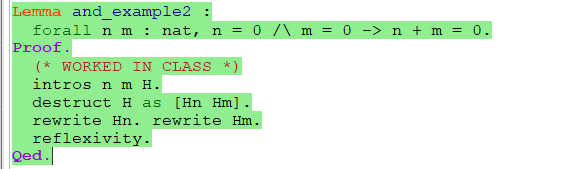 Lemma and_example2 :
  forall n m : nat, n = 0 /\ m = 0 -> n + m = 0.
Proof.
  (* WORKED IN CLASS *)
  intros n m H.
  destruct H as [Hn Hm].
  rewrite Hn. rewrite Hm.
  reflexivity.
Qed.